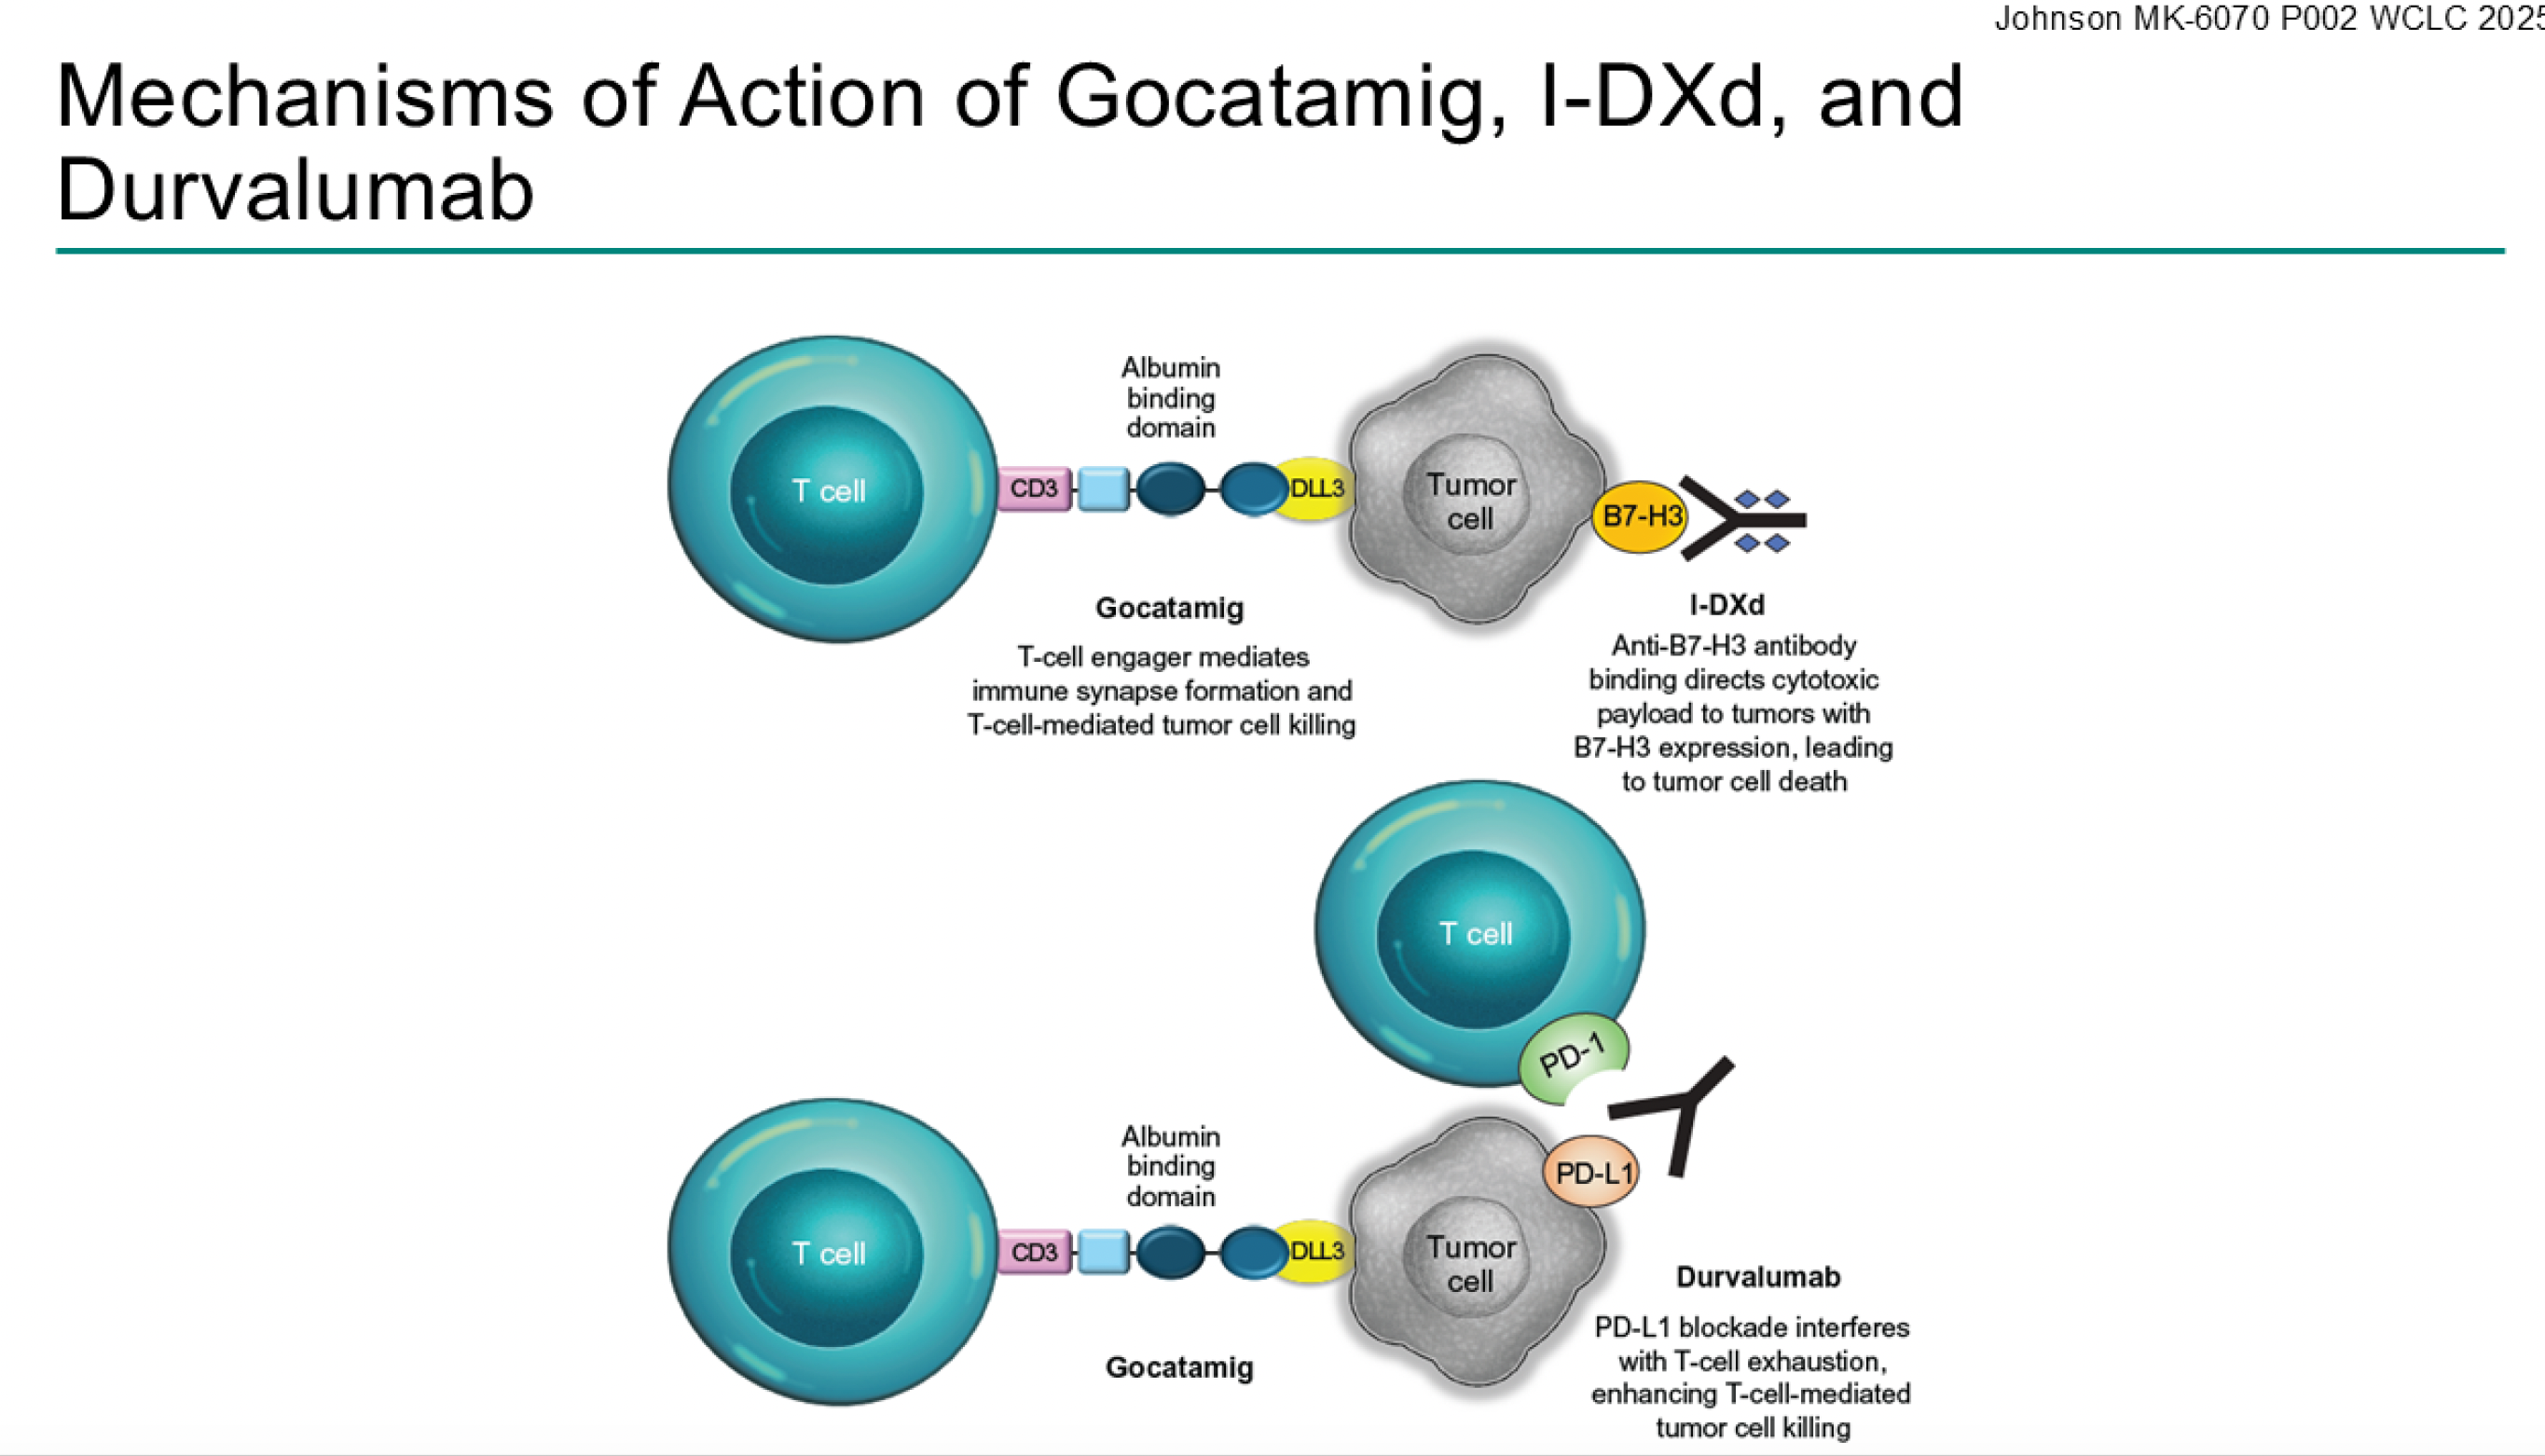 Johnson MK-6070 P002 WCLC 2025
Mechanisms of Action of Gocatamig, I-DXd, and
Durvalumab
Albumin
binding
domain
T cell
CD3
DLL3
Tumor
cell
B7-H3
Gocatamig
T-cell engager mediates
immune synapse formation and
T-cell-mediated tumor cell killing
I-DXd
Anti-B7-H3 antibody
binding directs cytotoxic
payload to tumors with
B7-H3 expression, leading
to tumor cell death
T cell
PD-1
Albumin
binding
domain
PD-L1
T cell
CD3
DLL3
Tumor
cell
Gocatamig
Durvalumab
PD-L1 blockade interferes
with T-cell exhaustion,
enhancing T-cell-mediated
tumor cell killing